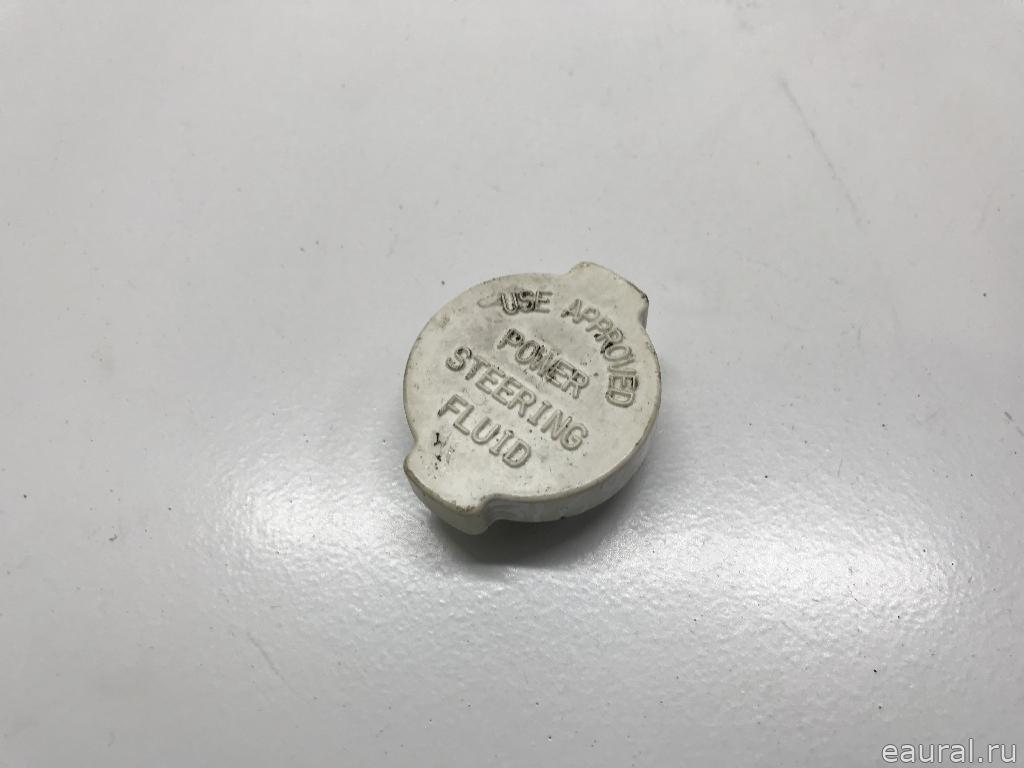 USE APPROVED
POWER
STEERING
FLUID
eaural.ru